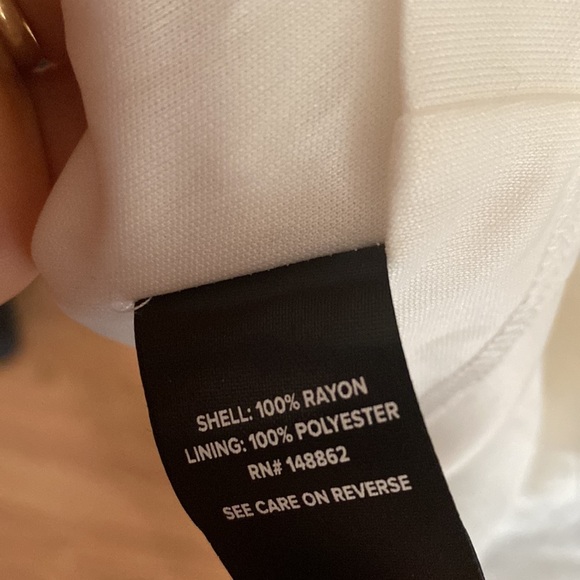 SHELL: 100% RAYON
LINING: 100% POLYESTER
RN# 148862
SEE CARE ON REVERSE